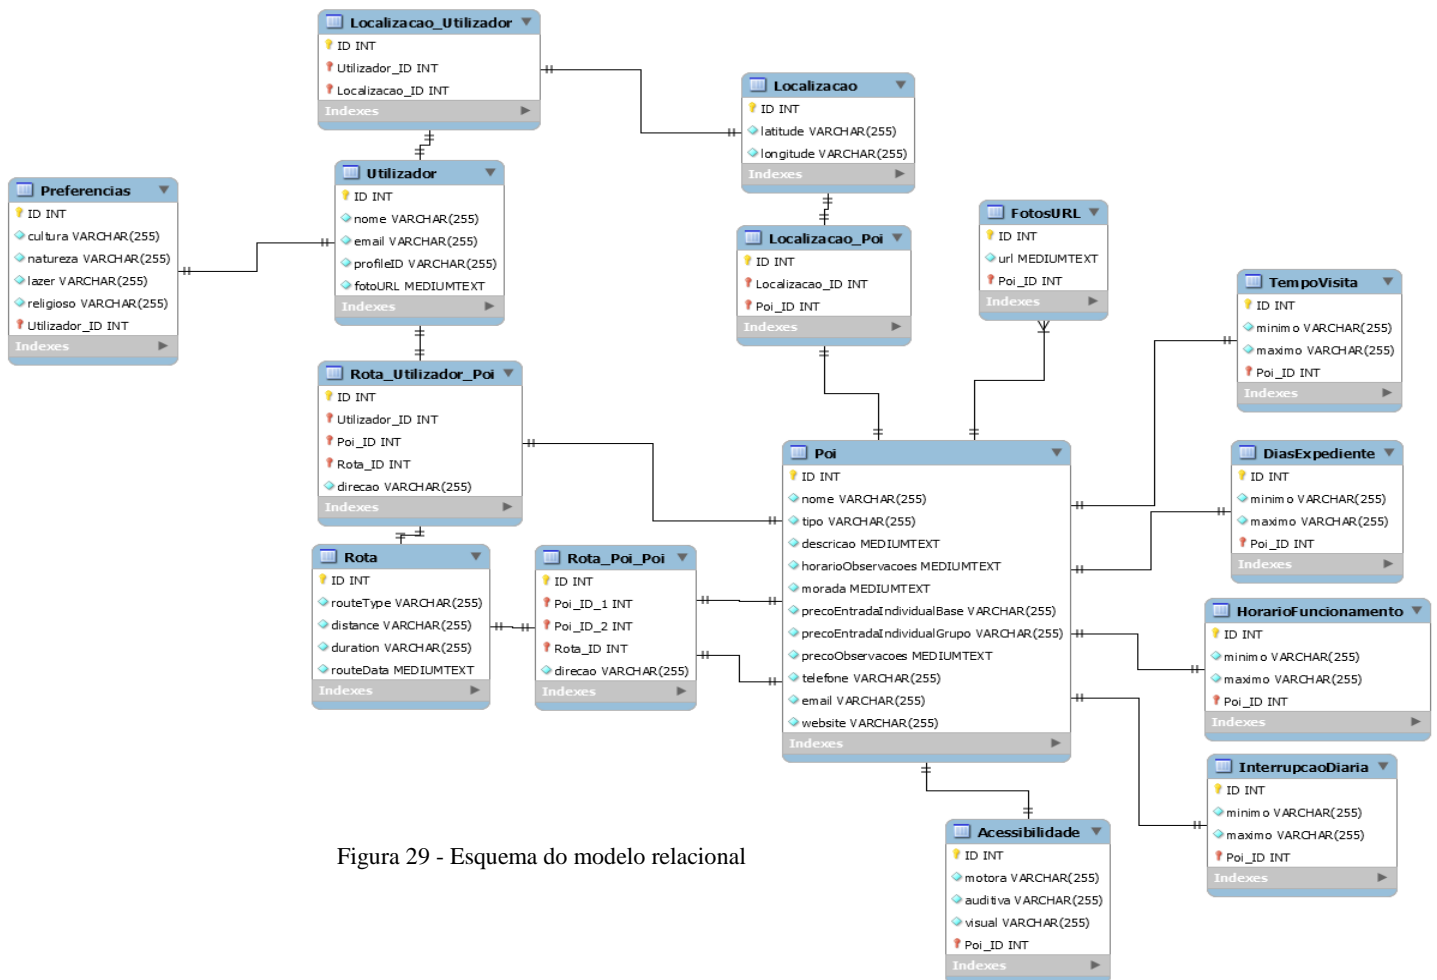 Localizacao_Utilizador
ID INT
Utilizador_ID INT
Localizacao_ID INT
Indexes
Localizacao
ID INT
latitude VARCHAR(255)
longitude VARCHAR(255)
Indexes
Preferencias
ID INT
cultura VARCHAR(255)
natureza VARCHAR(255)
lazer VARCHAR(255)
religioso VARCHAR(255)
Utilizador_ID INT
Indexes
Utilizador
ID INT
nome VARCHAR(255)
email VARCHAR(255)
profileID VARCHAR(255)
fotoURL MEDIUMTEXT
Indexes
Localizacao_Poi
ID INT
Localizacao_ID INT
Poi_ID INT
Indexes
FotosURL
ID INT
url MEDIUMTEXT
Poi_ID INT
Indexes
TempoVisita
ID INT
minimo VARCHAR(255)
maximo VARCHAR(255)
Poi_ID INT
Indexes
Rota_Utilizador_Poi
ID INT
Utilizador_ID INT
Poi_ID INT
Rota_ID INT
direcao VARCHAR(255)
Indexes
Poi
ID INT
nome VARCHAR(255)
tipo VARCHAR(255)
descricao MEDIUMTEXT
horarioObservacoes MEDIUMTEXT
morada MEDIUMTEXT
precoEntradaIndividualBase VARCHAR(255)
precoEntradaIndividualGrupo VARCHAR(255)
precoObservacoes MEDIUMTEXT
telefone VARCHAR(255)
email VARCHAR(255)
website VARCHAR(255)
Indexes
DiasExpediente
ID INT
minimo VARCHAR(255)
maximo VARCHAR(255)
Poi_ID INT
Indexes
Rota
ID INT
routeType VARCHAR(255)
distance VARCHAR(255)
duration VARCHAR(255)
routeData MEDIUMTEXT
Indexes
Rota_Poi_Poi
ID INT
Poi_ID_1 INT
Poi_ID_2 INT
Rota_ID INT
direcao VARCHAR(255)
Indexes
HorarioFuncionamento
ID INT
minimo VARCHAR(255)
maximo VARCHAR(255)
Poi_ID INT
Indexes
InterrupcaoDiaria
ID INT
minimo VARCHAR(255)
maximo VARCHAR(255)
Poi_ID INT
Indexes
Acessibilidade
ID INT
motora VARCHAR(255)
auditiva VARCHAR(255)
visual VARCHAR(255)
Poi_ID INT
Indexes
Figura 29 - Esquema do modelo relacional